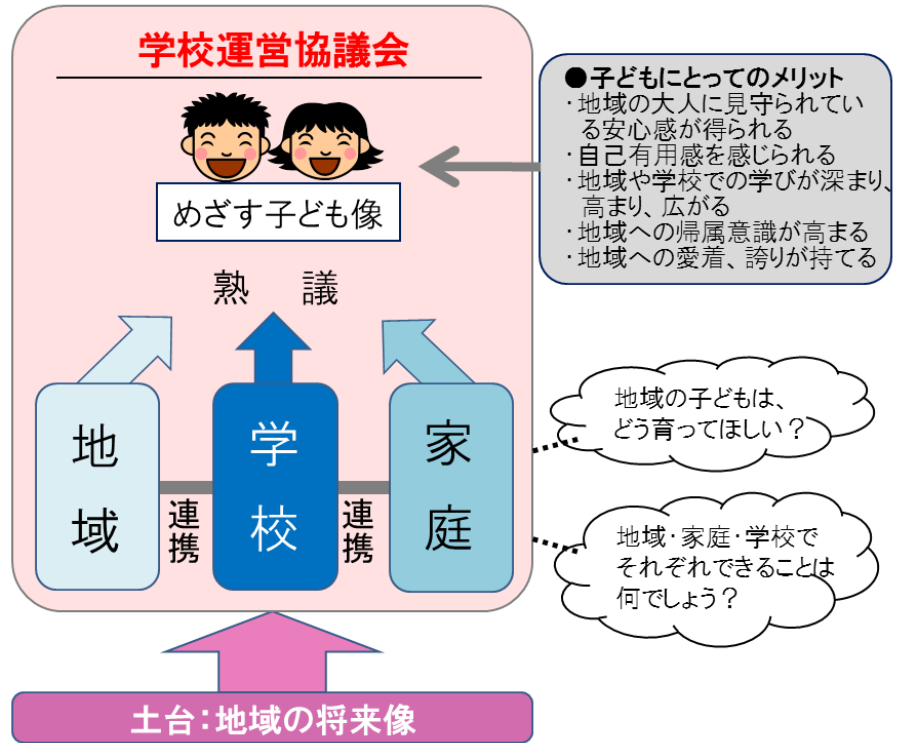 学校運営協議会
●子どもにとってのメリット
・地域の大人に見守られてい
る安心感が得られる
・自己有用感を感じられる
・地域や学校での学びが深まり、
高まり、広がる
・地域への帰属意識が高まる
・地域への愛着、誇りが持てる
めざす子ども像
熟 議
地域
連携
学校
連携
家庭
地域の子どもは、
どう育ってほしい？
地域・家庭・学校で
それぞれできることは
何でしょう？
土台：地域の将来像